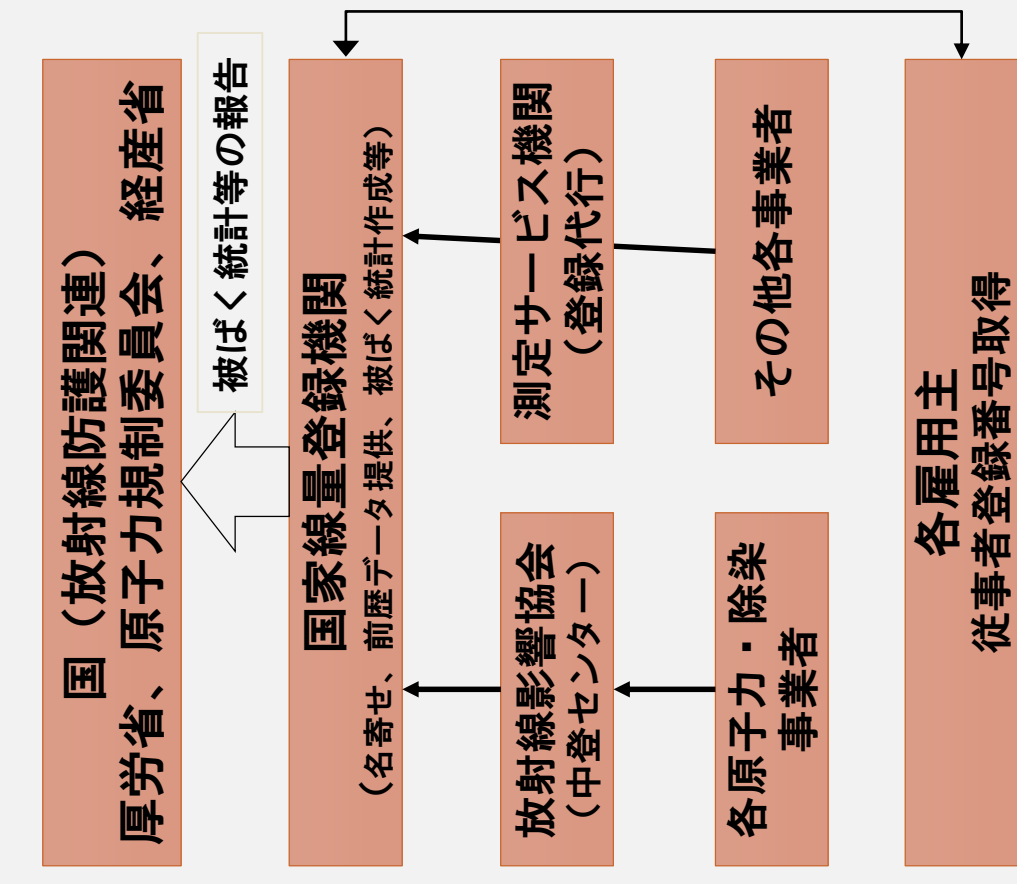 国（放射線防護関連）
厚労省、原子力規制委員会、経産省
被ばく統計等の報告
国家線量登録機関
（名寄せ、前歴データ提供、被ばく統計作成等）
放射線影響協会
（中登センター）
測定サービス機関
（登録代行）
各原子力・除染
事業者
その他各事業者
各雇用主
従事者登録番号取得